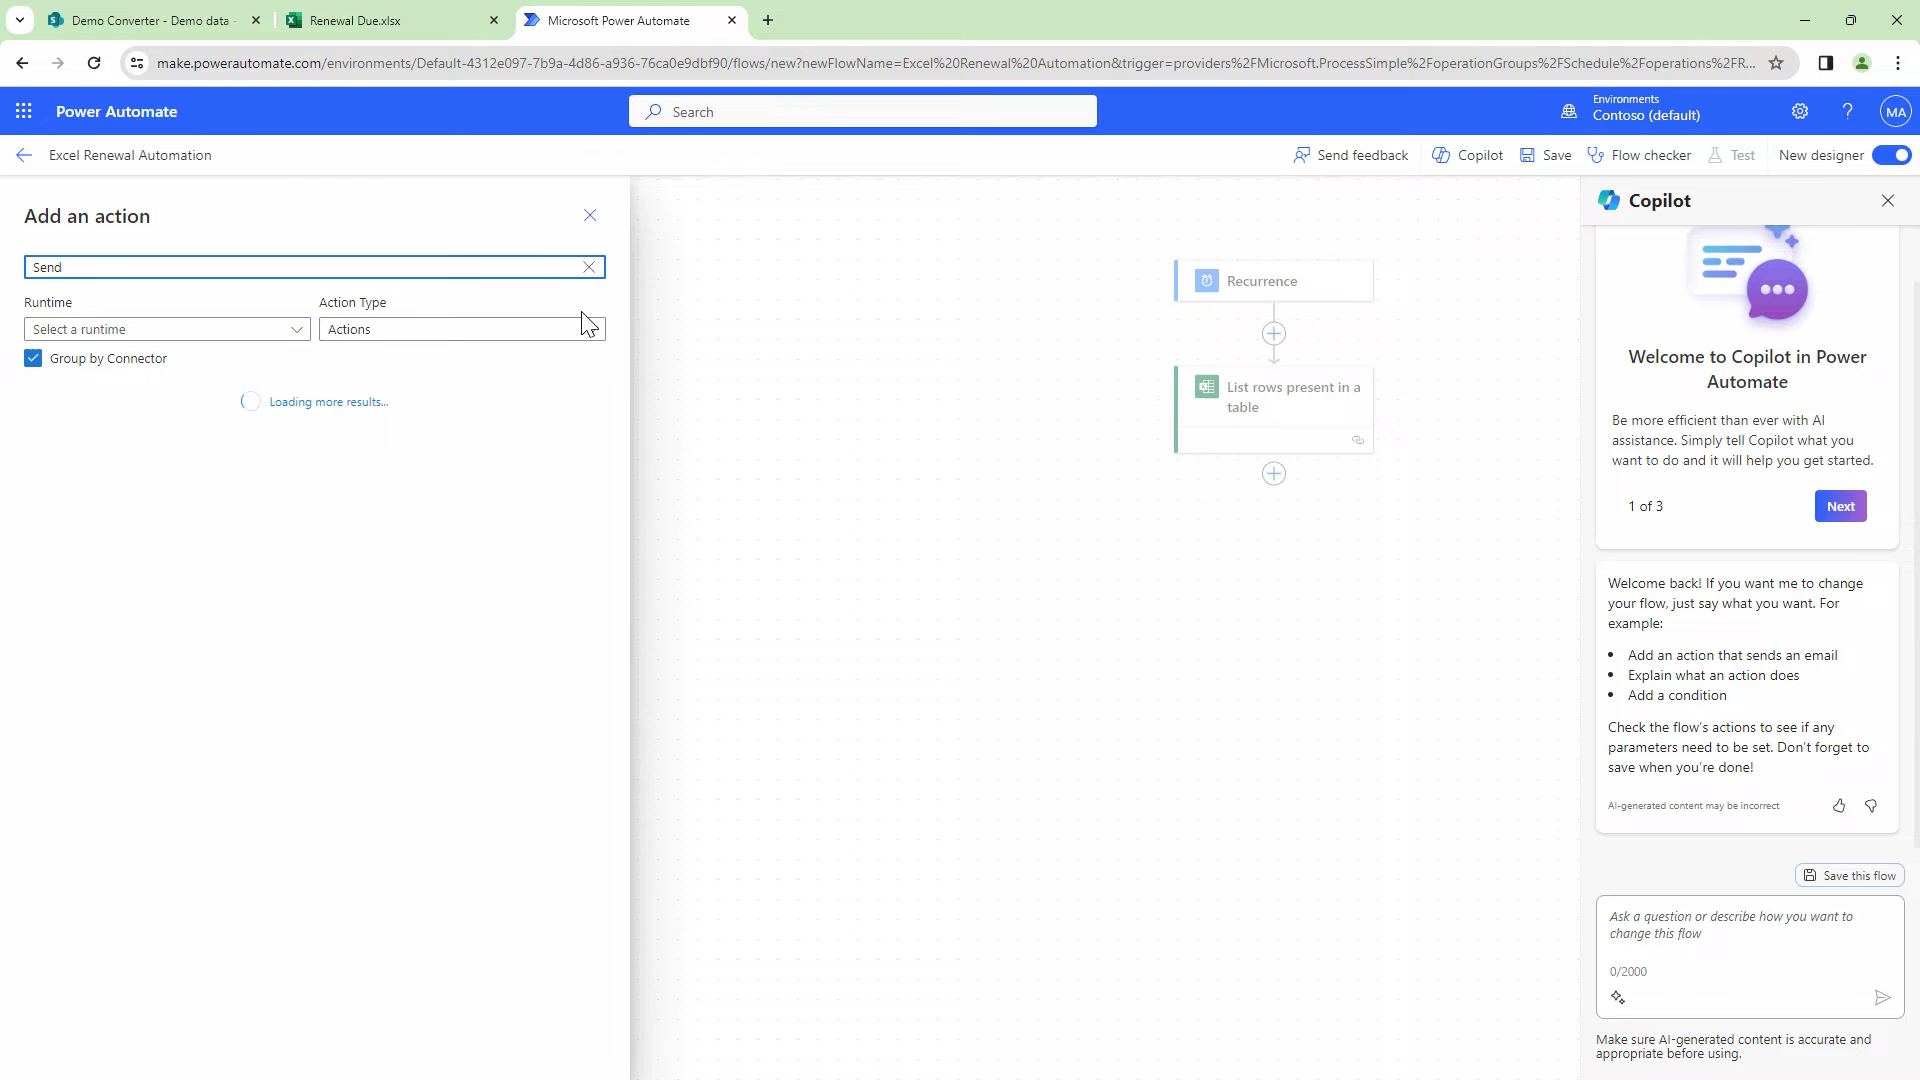 Demo Converter - Demo data -
Renewal Due.xlsx
Microsoft Power Automate
make.powerautomate.com/environments/Default-4312e097-7b9a-4d86-a936-76ca0e9dbf90/flows/new?newFlowName=Excel%20Renewal%20Automation&trigger=providers%2FMicrosoft.ProcessSimple%2FoperationGroups%2FSchedule%2Foperations%2FR...
Power Automate
Search
Environments
Contoso (default)
MA
Excel Renewal Automation
Send feedback
Copilot
Save
Flow checker
Test
New designer
Add an action
Send
Runtime
Action Type
Select a runtime
Actions
Group by Connector
Loading more results...
Recurrence
List rows present in a
table
Copilot
Welcome to Copilot in Power
Automate
Be more efficient than ever with AI
assistance. Simply tell Copilot what you
want to do and it will help you get started.
1 of 3
Next
Welcome back! If you want me to change
your flow, just say what you want. For
example:
• Add an action that sends an email
• Explain what an action does
• Add a condition
Check the flow's actions to see if any
parameters need to be set. Don't forget to
save when you're done!
AI-generated content may be incorrect
Save this flow
Ask a question or describe how you want to
change this flow
0/2000
Make sure AI-generated content is accurate and
appropriate before using.